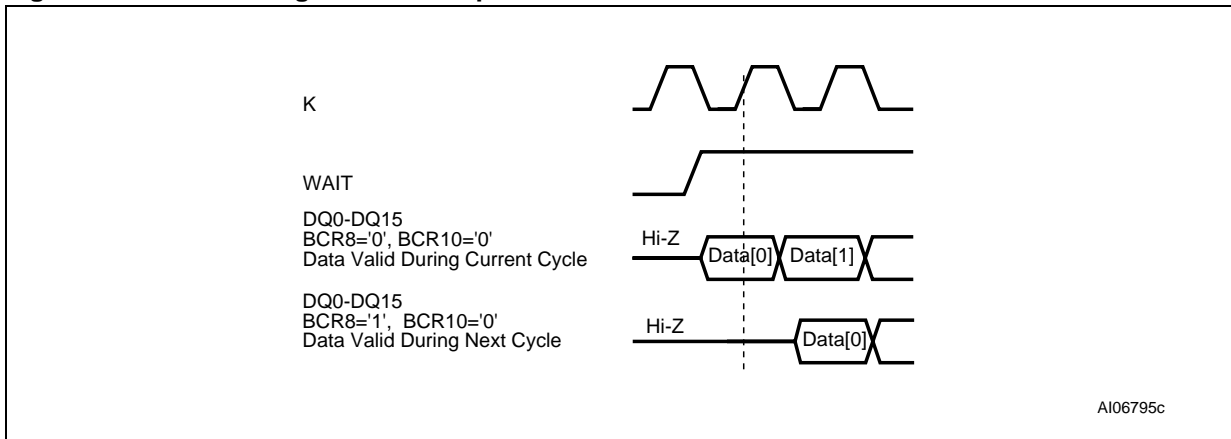 K
WAIT
DQ0-DQ15
BCR8='0', BCR10='0'
Data Valid During Current Cycle
Hi-Z
Data[0]
Data[1]
DQ0-DQ15
BCR8='1', BCR10='0'
Data Valid During Next Cycle
Hi-Z
Data[0]
AI06795c